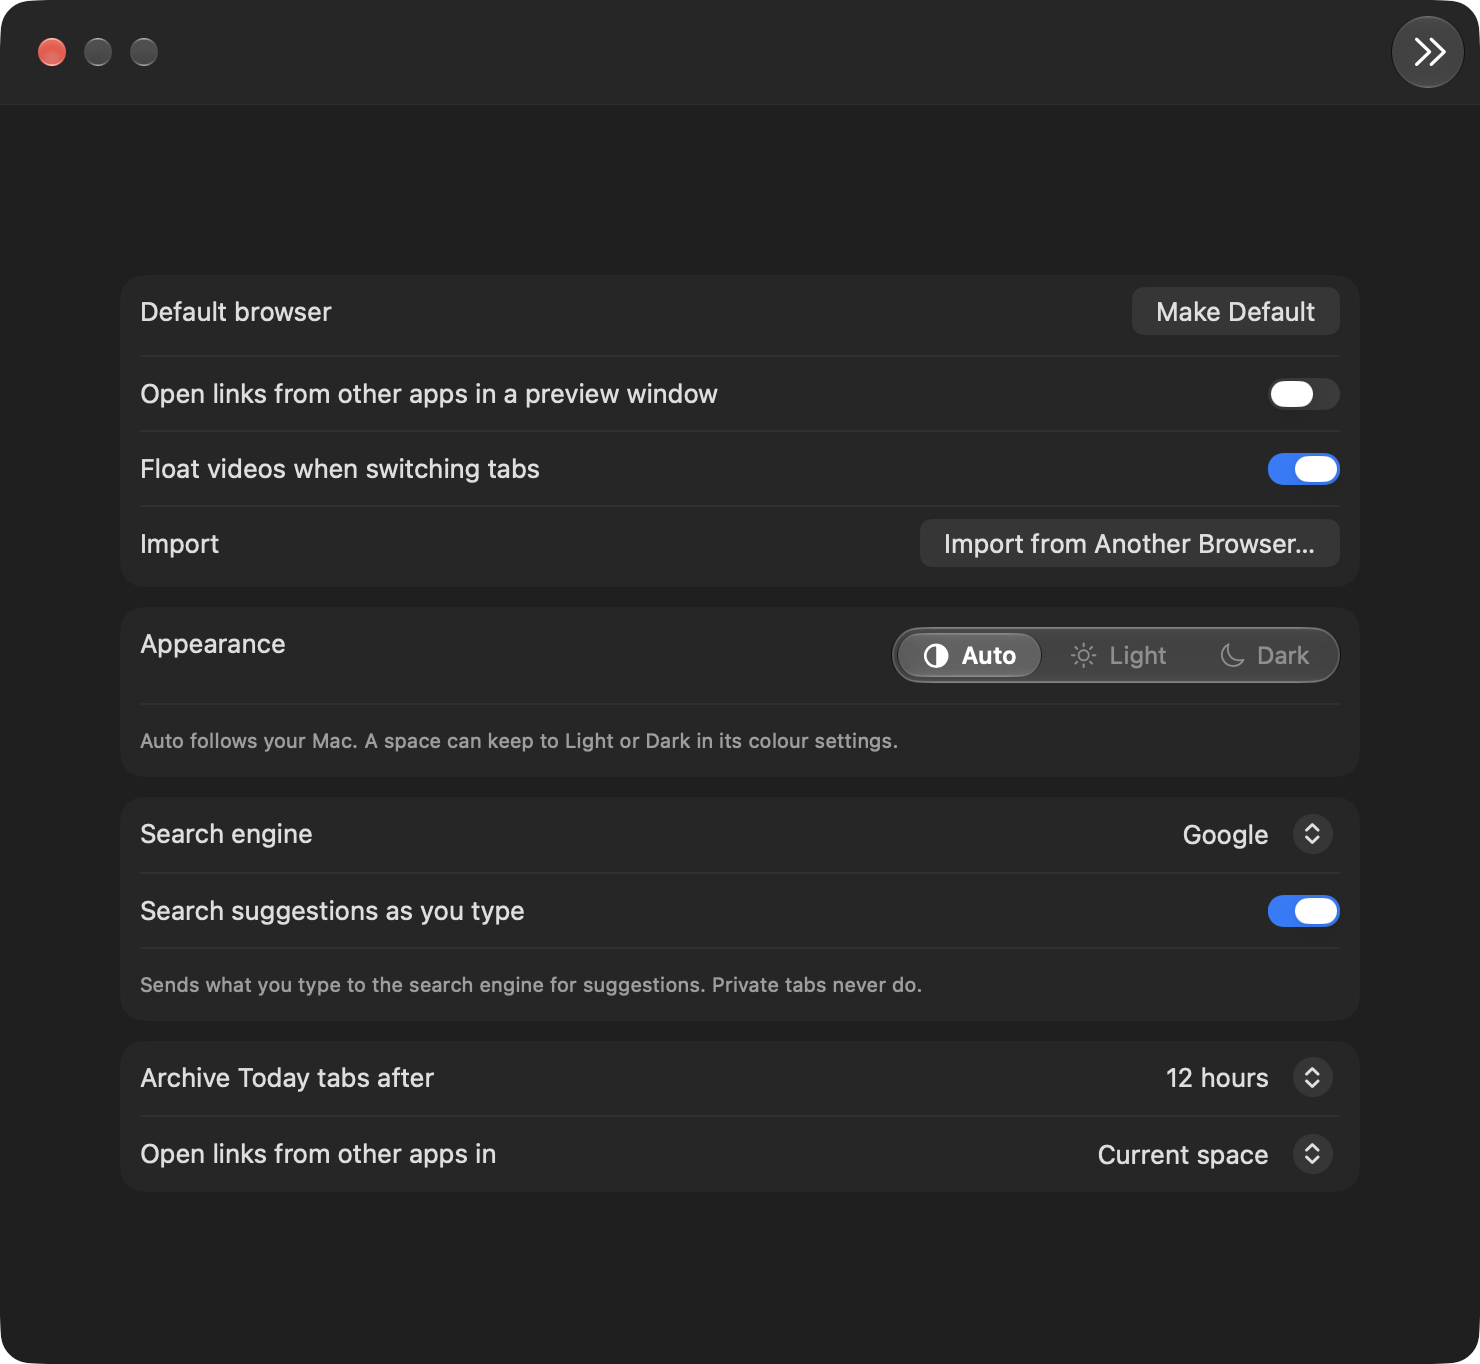 Default browser
Make Default
Open links from other apps in a preview window
Float videos when switching tabs
Import
Import from Another Browser...
Appearance
Auto
Light
Dark
Auto follows your Mac. A space can keep to Light or Dark in its colour settings.
Search engine
Google
Search suggestions as you type
Sends what you type to the search engine for suggestions. Private tabs never do.
Archive Today tabs after
12 hours
Open links from other apps in
Current space